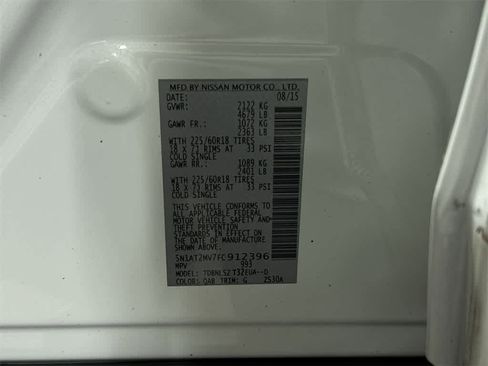 MFD BY NISSAN MOTOR CO., LTD.
DATE: 08/15
GVWR: 2122 KG
4679 LB
GAWR FR.: 1072 KG
2363 LB
WITH 225/60R18 TIRES
18 X 7J RIMS AT 33 PSI
COLD SINGLE
GAWR RR.: 1089 KG
2401 LB
WITH 225/60R18 TIRES
18 X 7J RIMS AT 33 PSI
COLD SINGLE
THIS VEHICLE CONFORMS TO
ALL APPLICABLE FEDERAL
MOTOR VEHICLE SAFETY AND
THEFT PREVENTION
STANDARDS IN EFFECT ON
THE DATE OF MANUFACTURE
SHOWN ABOVE.
5N1AT2MV7FC912396
MPV 993
MODEL: TDBNLSZ T32EUA--D
COLOR: QAB TRIM: G 2S30A